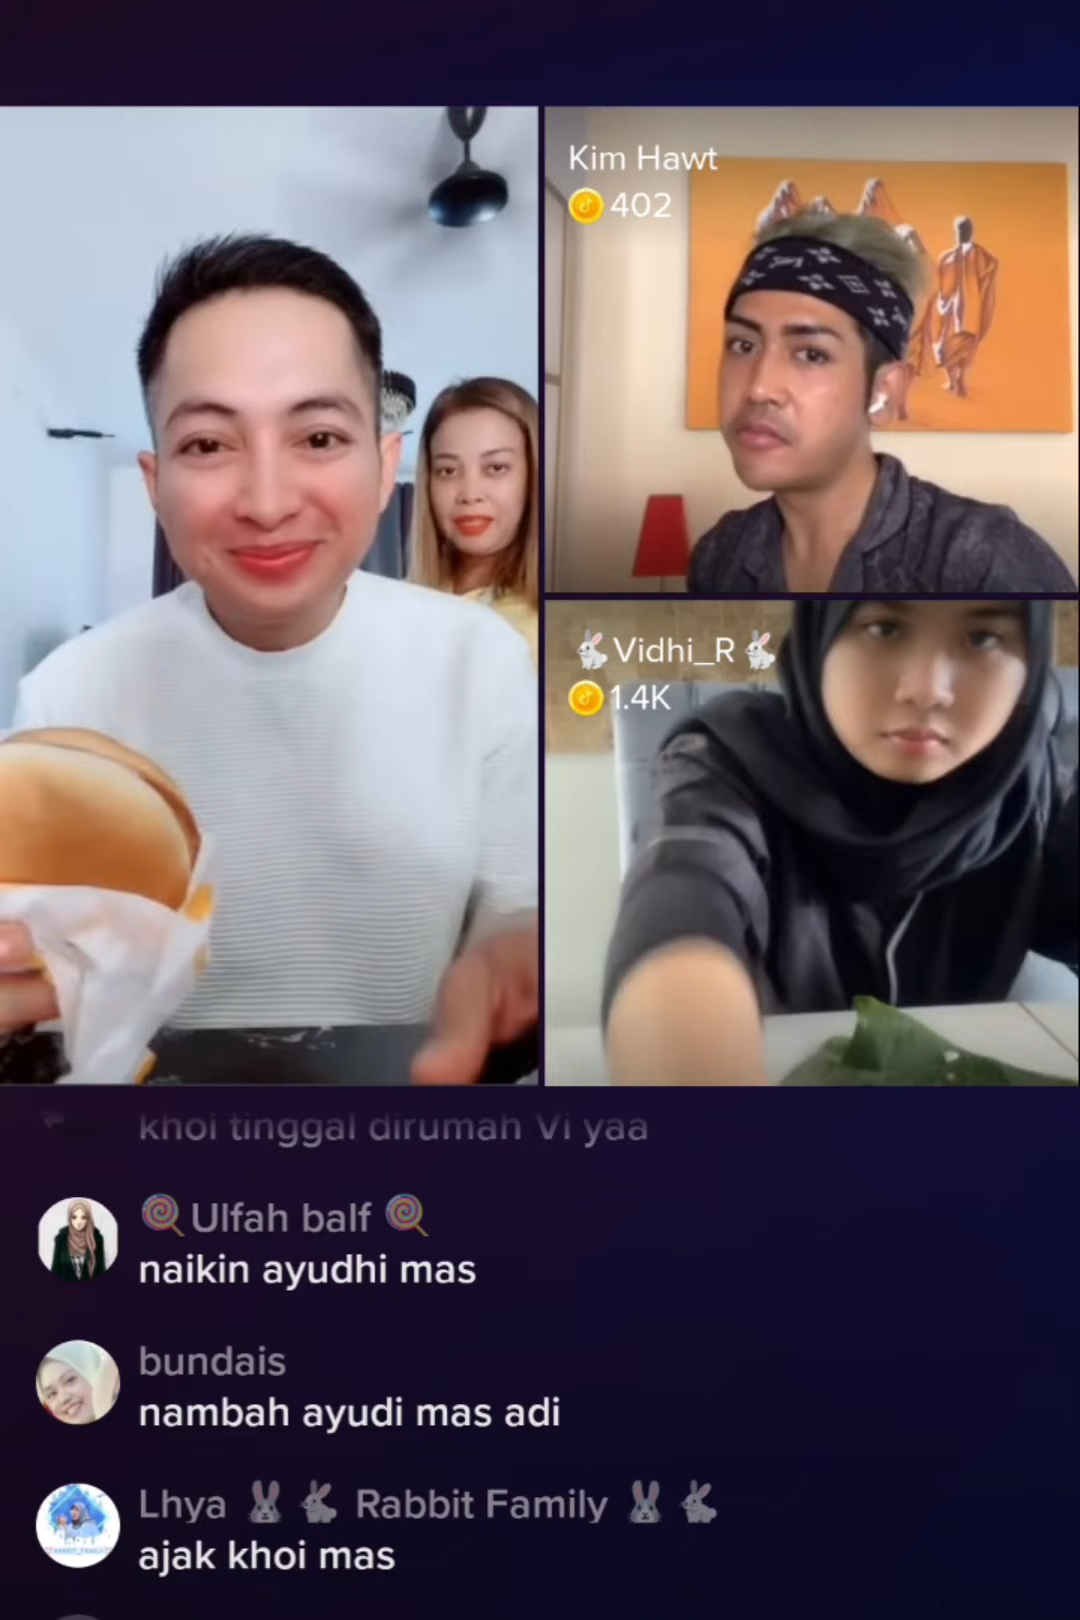 Kim Hawt
402
🐇Vidhi_R🐇
1.4K
khoi tinggal dirumah Vi yaa
🍭Ulfah balf 🍭
naikin ayudhi mas
bundais
nambah ayudi mas adi
Lhya 🐰 🐇 Rabbit Family 🐰 🐇
ajak khoi mas